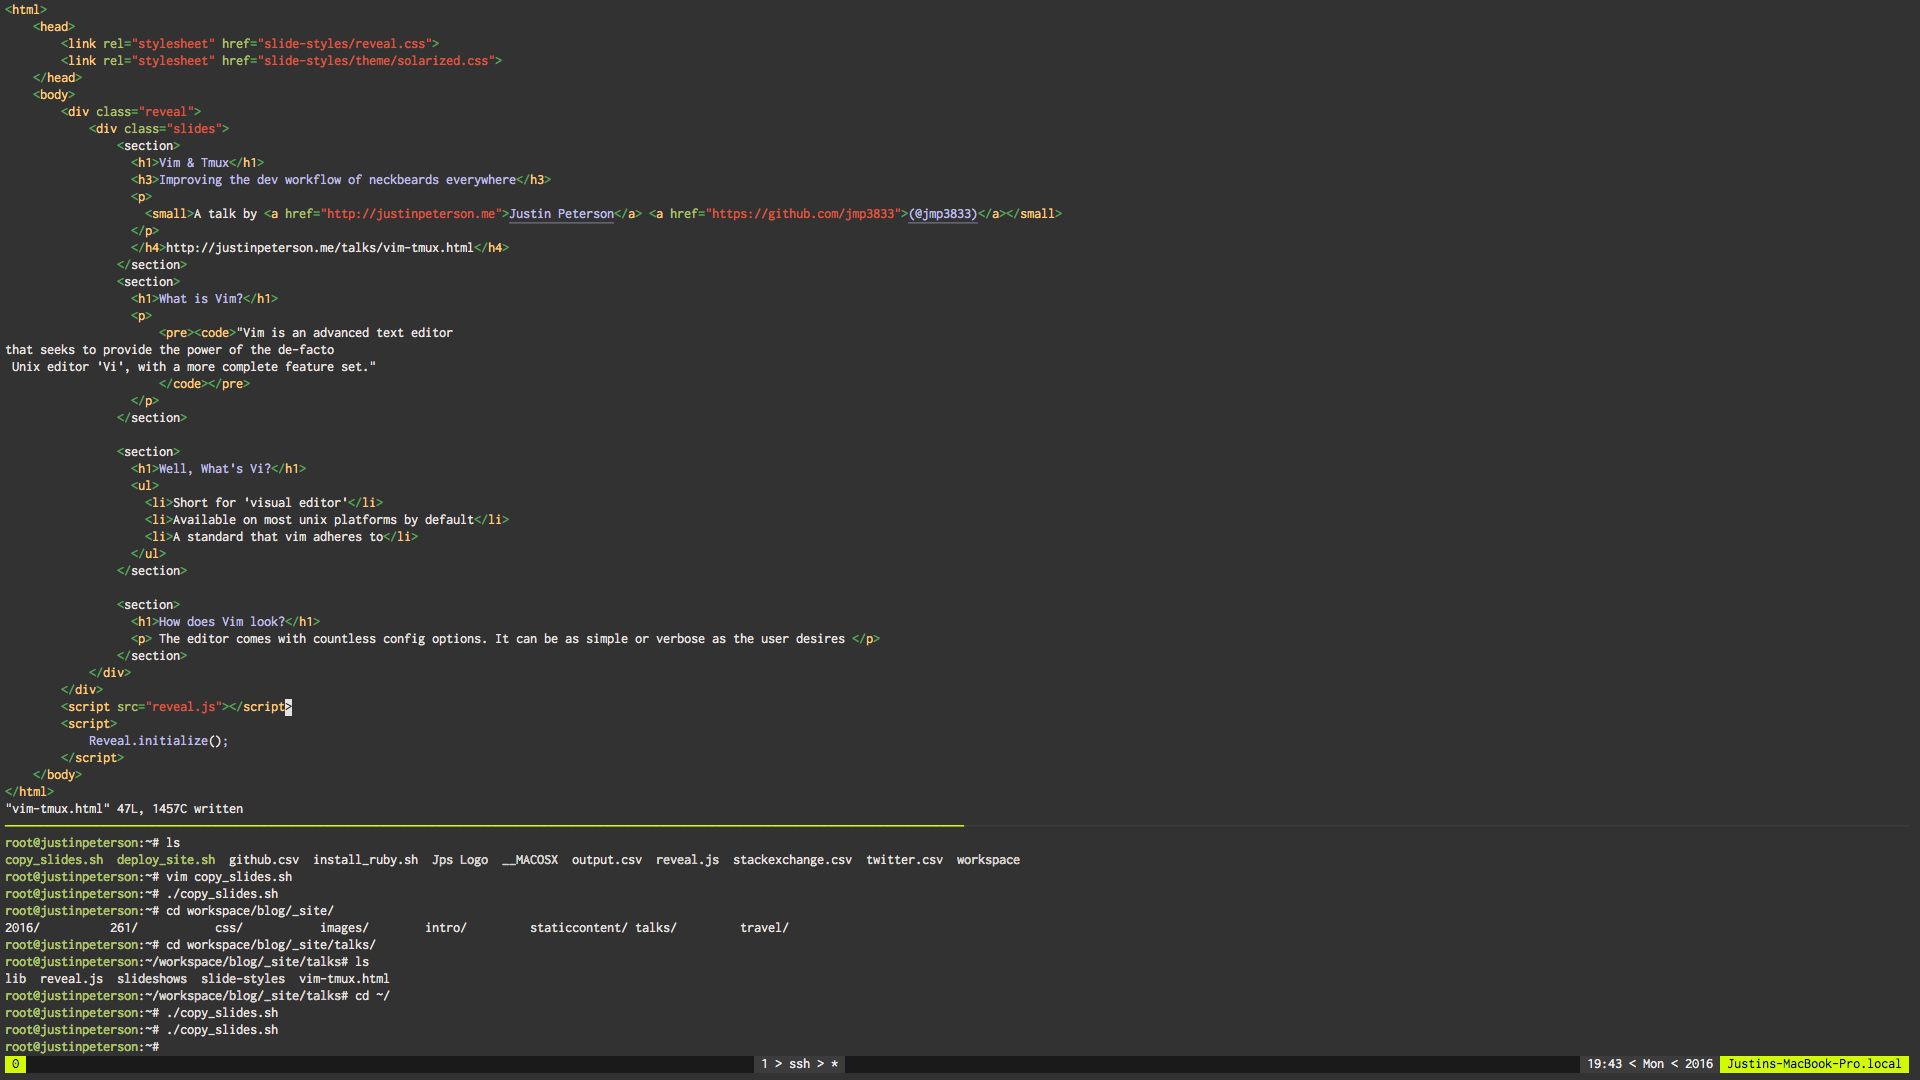 <html>
<head>
<link rel="stylesheet" href="slide-styles/reveal.css">
<link rel="stylesheet" href="slide-styles/theme/solarized.css">
</head>
<body>
<div class="reveal">
<div class="slides">
<section>
<h1>Vim & Tmux</h1>
<h3>Improving the dev workflow of neckbeards everywhere</h3>
<p>
<small>A talk by <a href="http://justinpeterson.me">Justin Peterson</a> <a href="https://github.com/jmp3833">(@jmp3833)</a></small>
</p>
</h4>http://justinpeterson.me/talks/vim-tmux.html</h4>
</section>
<section>
<h1>What is Vim?</h1>
<p>
<pre><code>"Vim is an advanced text editor
that seeks to provide the power of the de-facto
Unix editor 'Vi', with a more complete feature set."
</code></pre>
</p>
</section>
<section>
<h1>Well, What's Vi?</h1>
<ul>
<li>Short for 'visual editor'</li>
<li>Available on most unix platforms by default</li>
<li>A standard that vim adheres to</li>
</ul>
</section>
<section>
<h1>How does Vim look?</h1>
<p> The editor comes with countless config options. It can be as simple or verbose as the user desires </p>
</section>
</div>
</div>
<script src="reveal.js"></script>
<script>
Reveal.initialize();
</script>
</body>
</html>
"vim-tmux.html" 47L, 1457C written
root@justinpeterson:~# ls
copy_slides.sh  deploy_site.sh  github.csv  install_ruby.sh  Jps Logo  __MACOSX  output.csv  reveal.js  stackexchange.csv  twitter.csv  workspace
root@justinpeterson:~# vim copy_slides.sh
root@justinpeterson:~# ./copy_slides.sh
root@justinpeterson:~# cd workspace/blog/_site/
2016/          261/           css/           images/        intro/         staticcontent/ talks/         travel/
root@justinpeterson:~# cd workspace/blog/_site/talks/
root@justinpeterson:~/workspace/blog/_site/talks# ls
lib  reveal.js  slideshows  slide-styles  vim-tmux.html
root@justinpeterson:~/workspace/blog/_site/talks# cd ~/
root@justinpeterson:~# ./copy_slides.sh
root@justinpeterson:~# ./copy_slides.sh
root@justinpeterson:~#
0 1 > ssh > * 19:43 < Mon < 2016 Justins-MacBook-Pro.local